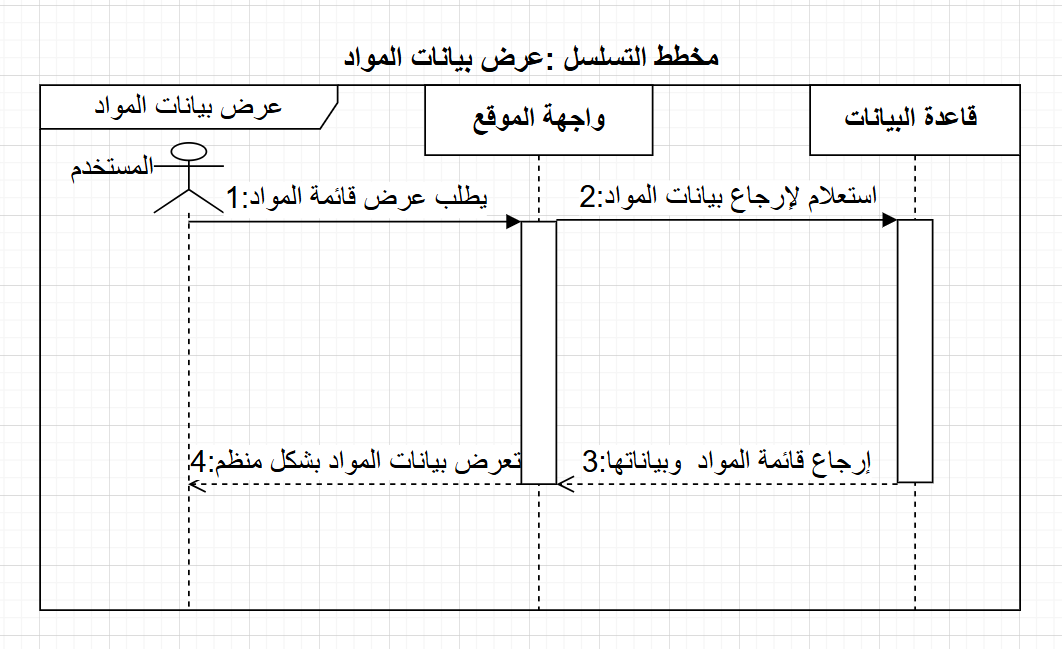 مخطط التسلسل :عرض بيانات المواد
عرض بيانات المواد
واجهة الموقع
قاعدة البيانات
المستخدم
1:يطلب عرض قائمة المواد
2:استعلام لإرجاع بيانات المواد
3:إرجاع قائمة المواد وبياناتها
4:تعرض بيانات المواد بشكل منظم